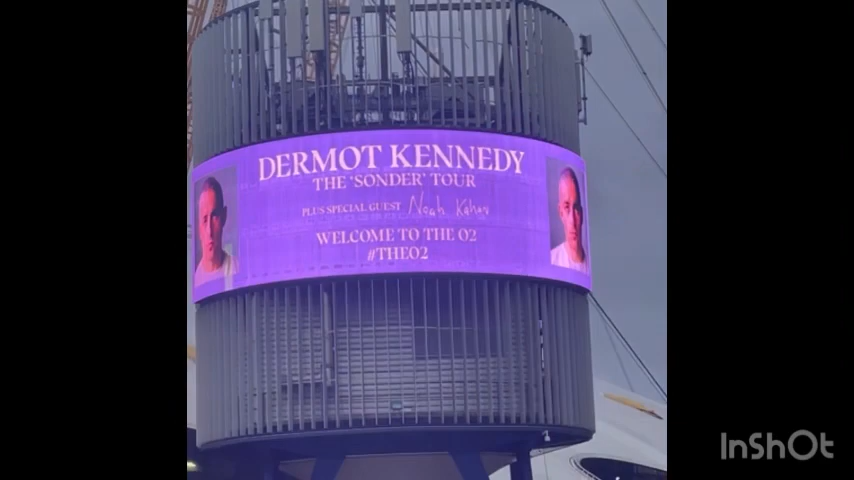 DERMOT KENNEDY
THE 'SONDER' TOUR
PLUS SPECIAL GUEST Noah Kahan
WELCOME TO THE O2
#THEO2
InShOt